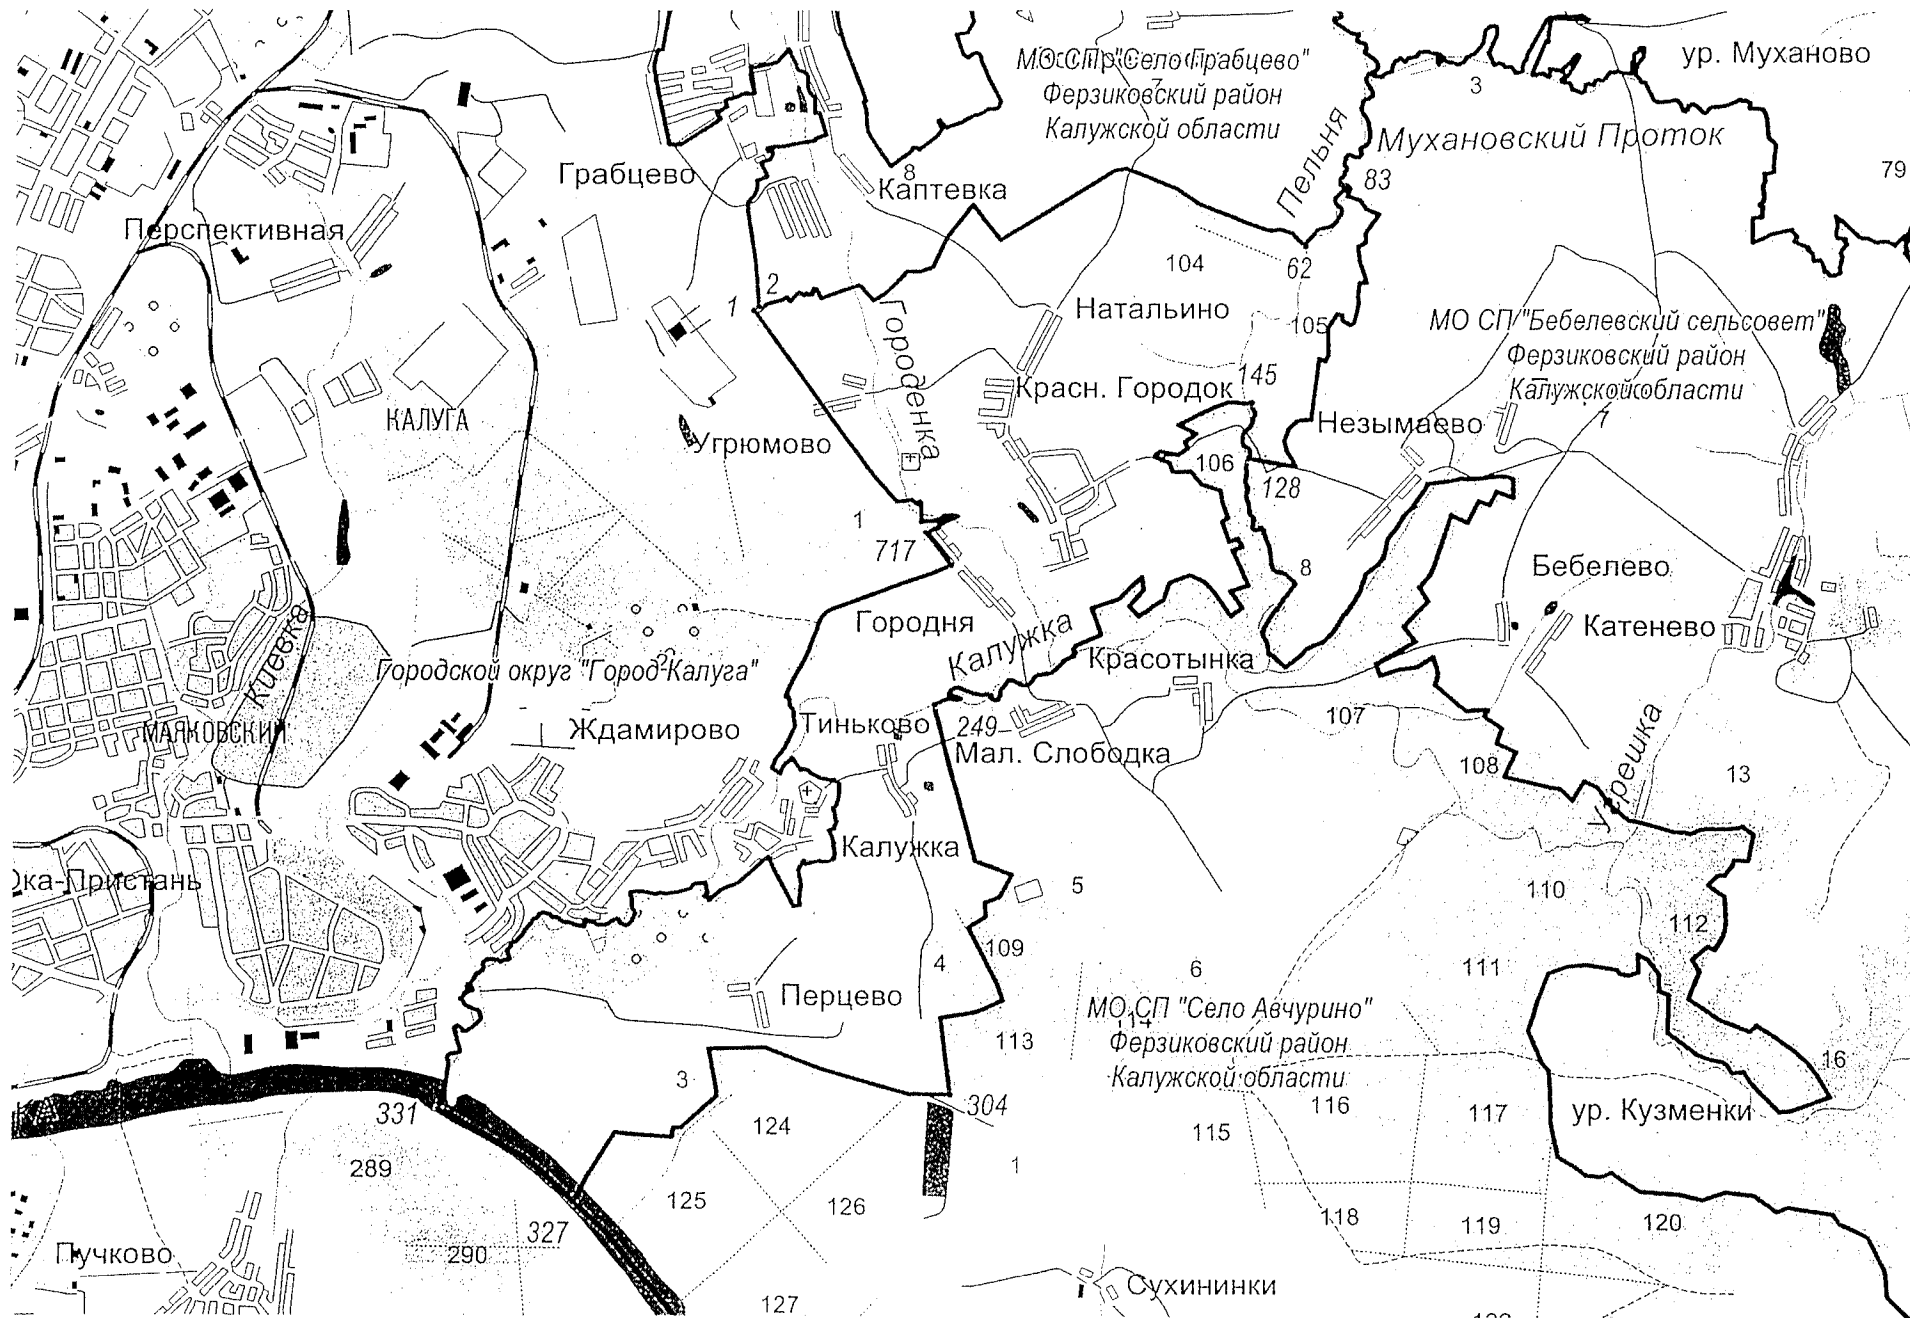 МО СП "Село Грабцево"
Ферзиковский район
Калужской области
7
ур. Муханово
3
Мухановский Проток
Пельня
83
79
Грабцево
8
Каптевка
Перспективная
104
62
2
1
Натальино
105
Городенка
МО СП "Бебелевский сельсовет"
Ферзиковский район
Калужской области
7
145
Красн. Городок
КАЛУГА
Угрюмово
Незымаево
106
128
1
717
8
Бебелево
Городня
Катенево
Киевка
Калужка
Красотынка
Городской округ "Город Калуга"
2
МАЯКОВСКИЙ
Ждамирово
Тиньково
249
Мал. Слободка
107
108
13
Калужка
Ока-Пристань
5
110
112
109
4
6
111
Перцево
МО СП "Село Авчурино"
114
Ферзиковский район
Калужской области
113
16
3
331
304
116
117
ур. Кузменки
124
115
289
1
125
126
118
119
120
327
290
Пучково
Сухининки
127